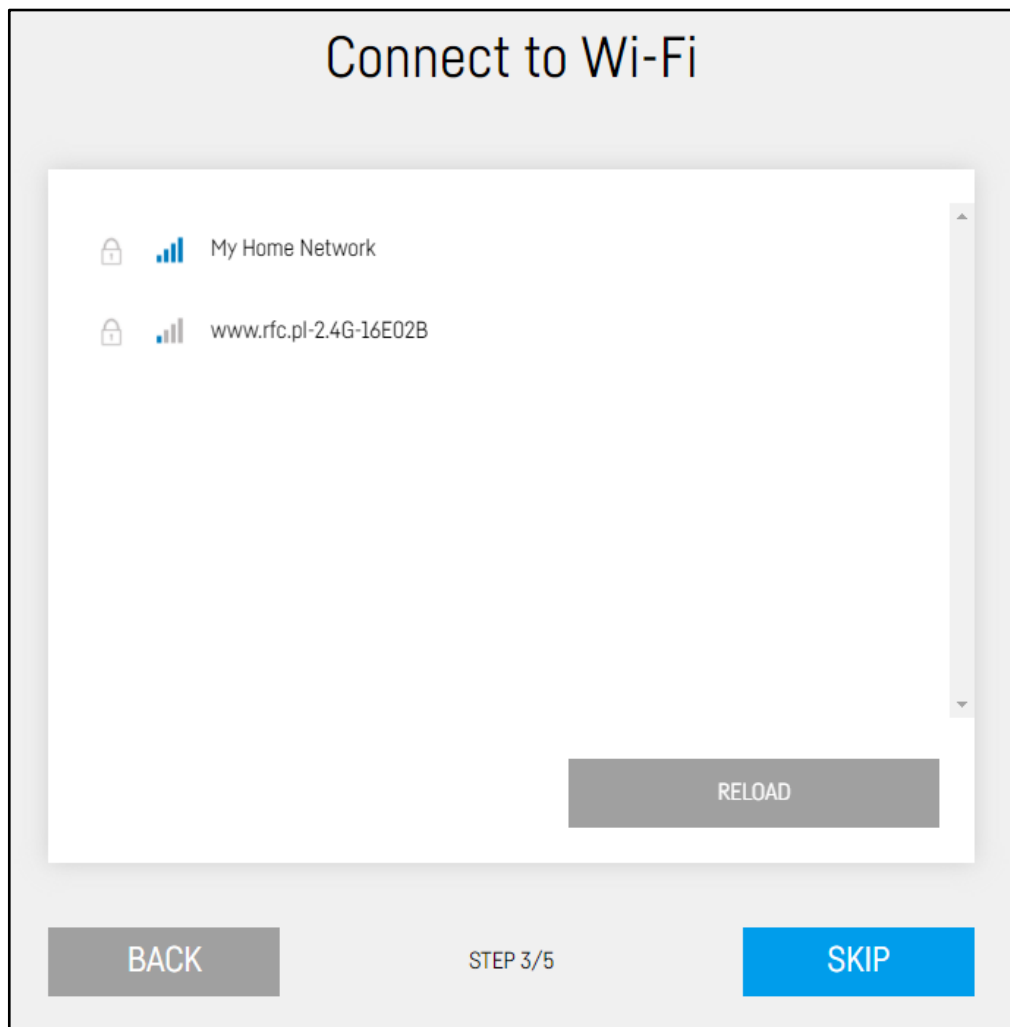 Connect to Wi-Fi
My Home Network
www.rfc.pl-2.4G-16E02B
RELOAD
BACK
STEP 3/5
SKIP